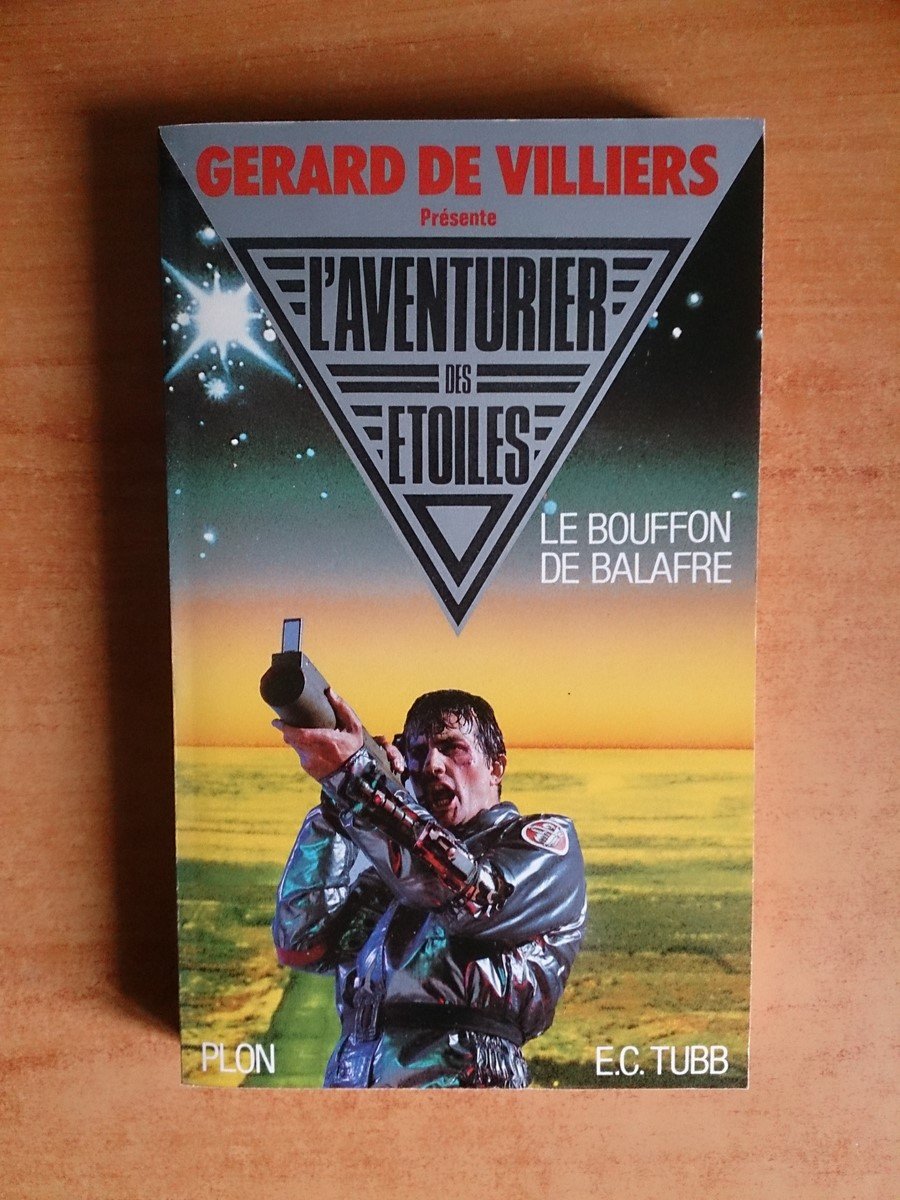 GERARD DE VILLIERS
Présente
L'AVENTURIER
DES
ETOILES
LE BOUFFON
DE BALAFRE
PLON
E.C. TUBB